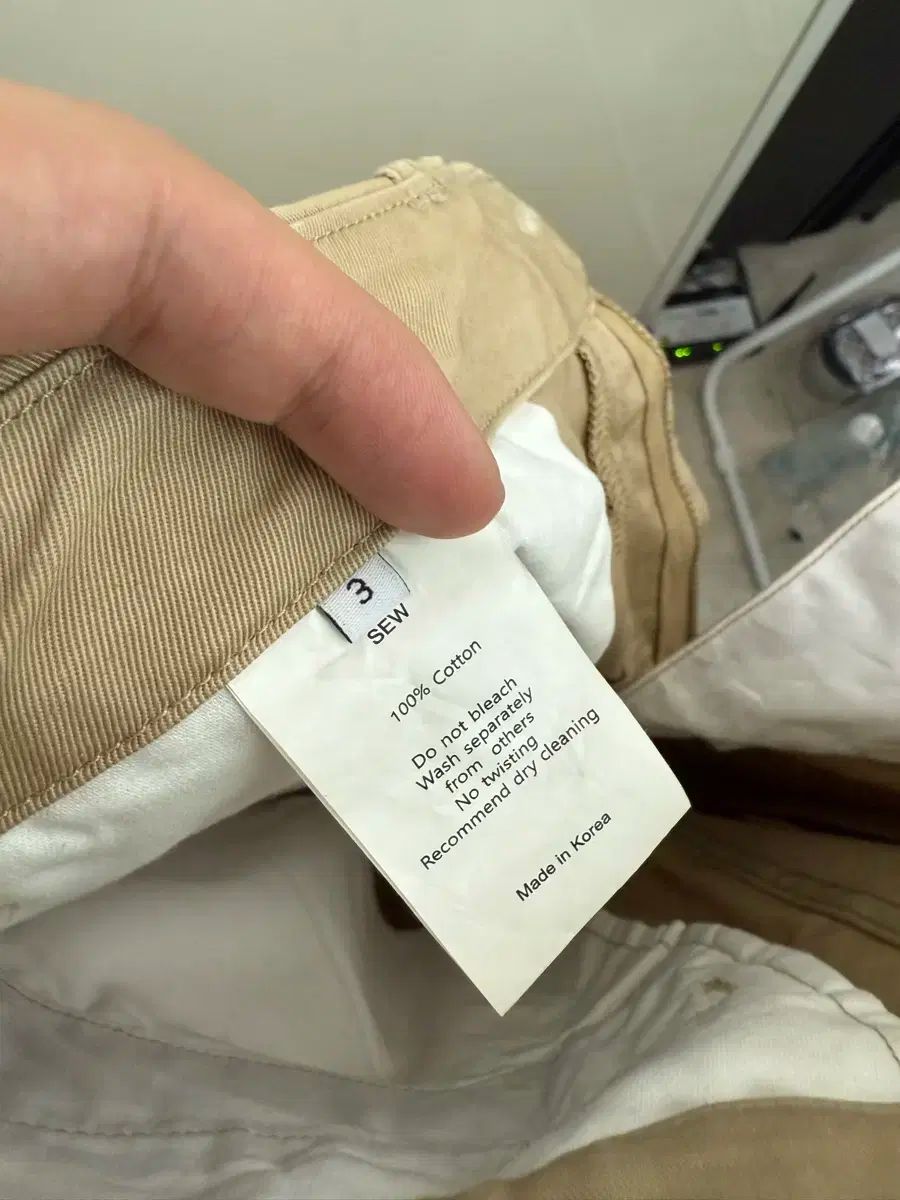 3
SEW
100% Cotton
Do not bleach
Wash separately
from others
No twisting
Recommend dry cleaning
Made in Korea